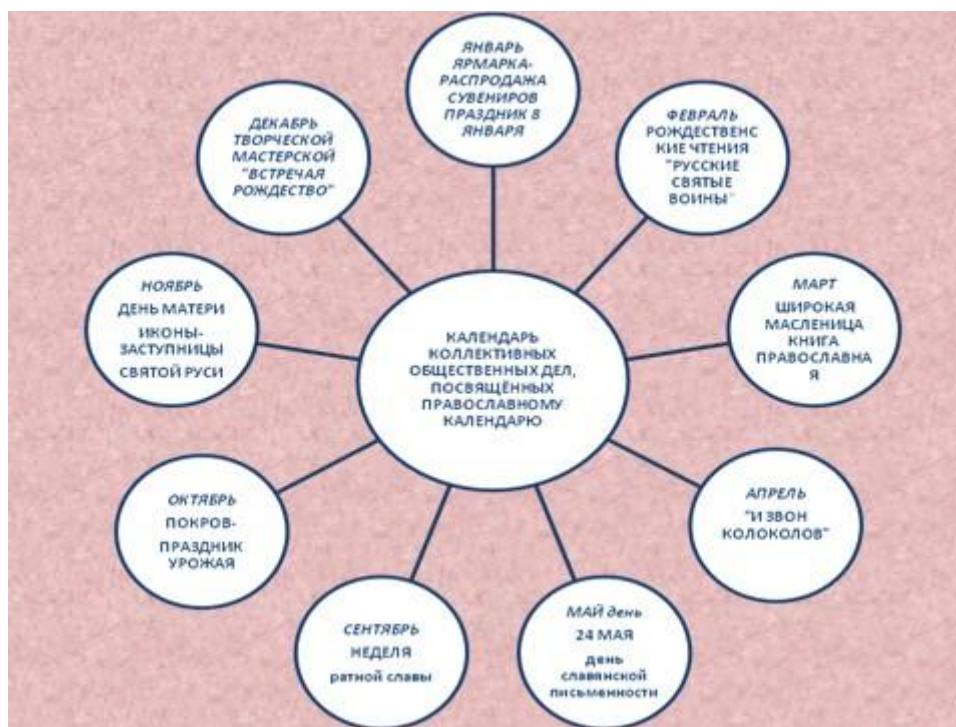 ЯНВАРЬ
ЯРМАРКА-
РАСПРОДАЖА
СУВЕНИРОВ
ПРАЗДНИК 8
ЯНВАРЯ
ФЕВРАЛЬ
РОЖДЕСТВЕНС
КИЕ ЧТЕНИЯ
"РУССКИЕ
СВЯТЫЕ
ВОИНЫ"
МАРТ
ШИРОКАЯ
МАСЛЕНИЦА
КНИГА
ПРАВОСЛАВНА
Я
АПРЕЛЬ
"И ЗВОН
КОЛОКОЛОВ"
МАЙ день
24 МАЯ
день
славянской
письменности
СЕНТЯБРЬ
НЕДЕЛЯ
ратной славы
ОКТЯБРЬ
ПОКРОВ-
ПРАЗДНИК
УРОЖАЯ
НОЯБРЬ
ДЕНЬ МАТЕРИ
ИКОНЫ-
ЗАСТУПНИЦЫ
СВЯТОЙ РУСИ
ДЕКАБРЬ
ТВОРЧЕСКОЙ
МАСТЕРСКОЙ
"ВСТРЕЧАЯ
РОЖДЕСТВО"
КАЛЕНДАРЬ
КОЛЛЕКТИВНЫХ
ОБЩЕСТВЕННЫХ ДЕЛ,
ПОСВЯЩЁННЫХ
ПРАВОСЛАВНОМУ
КАЛЕНДАРЮ